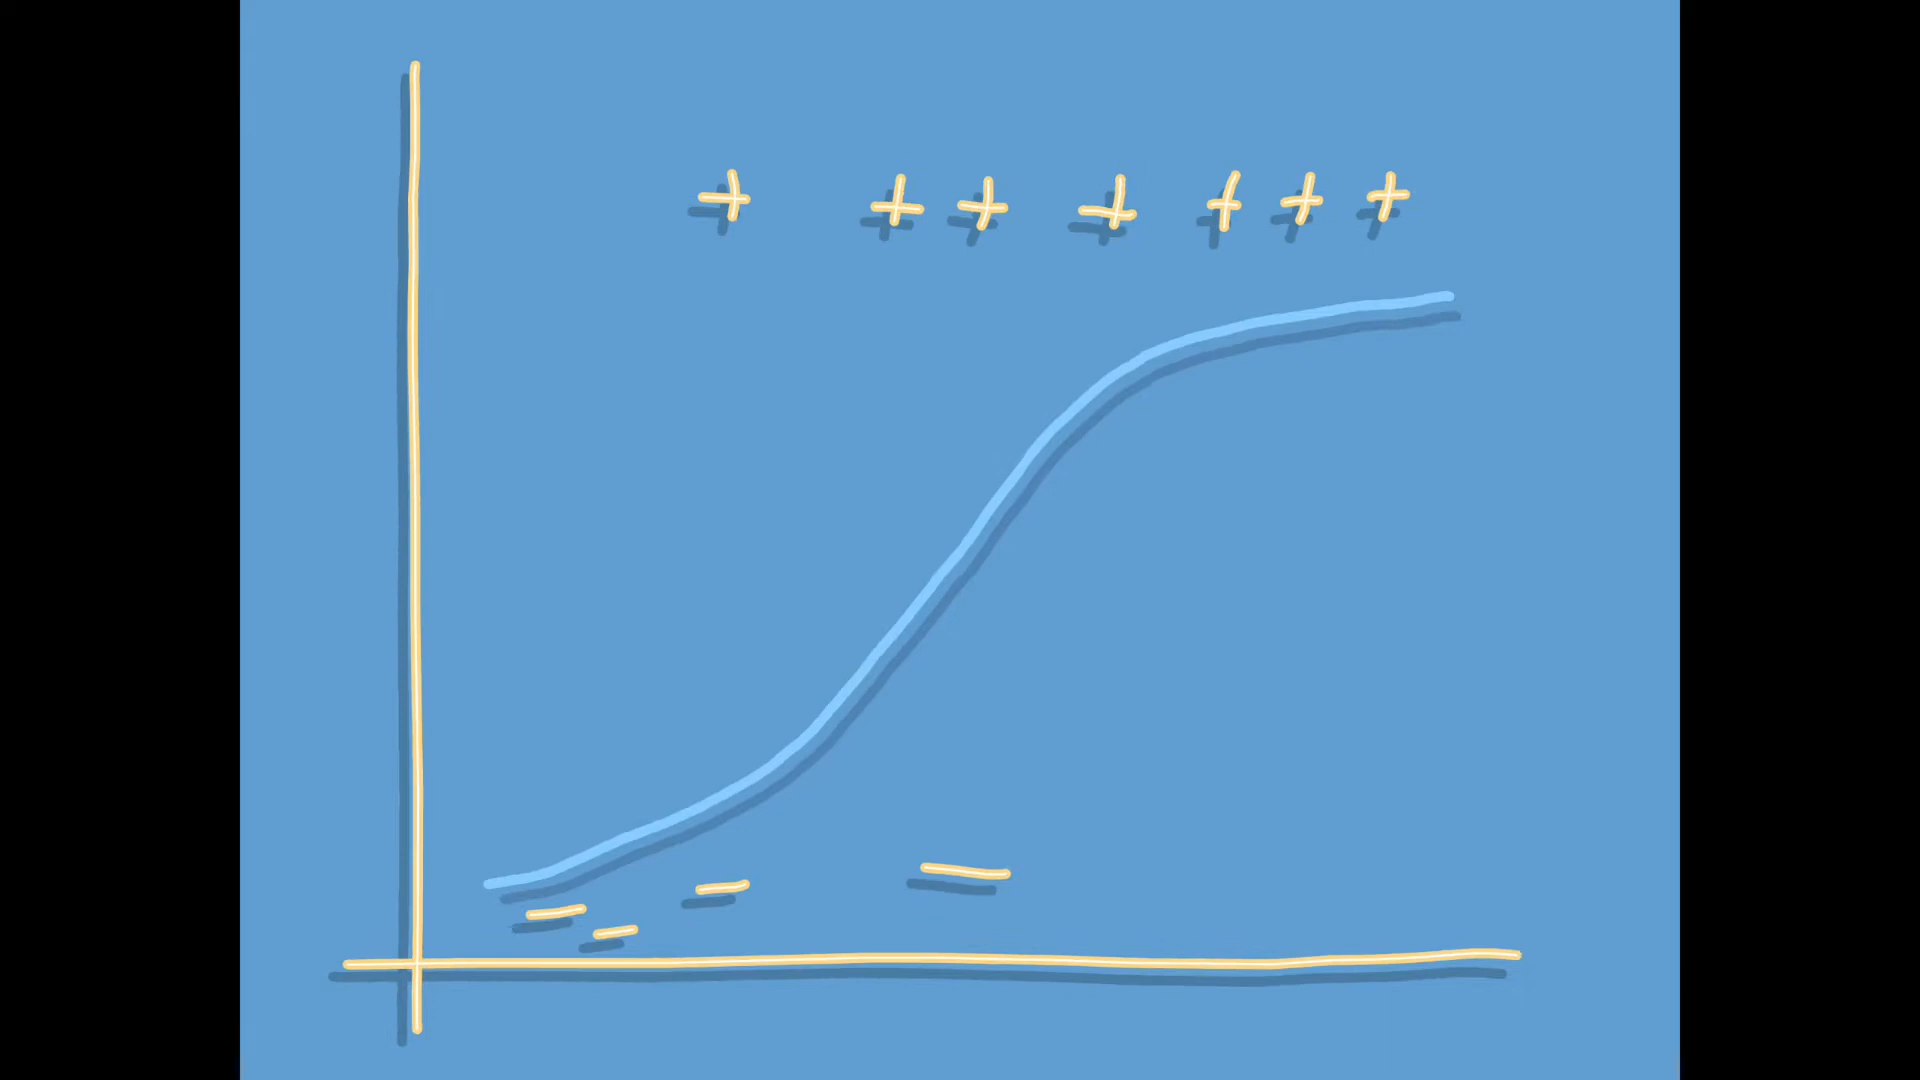 + + + + + + +
- - - -